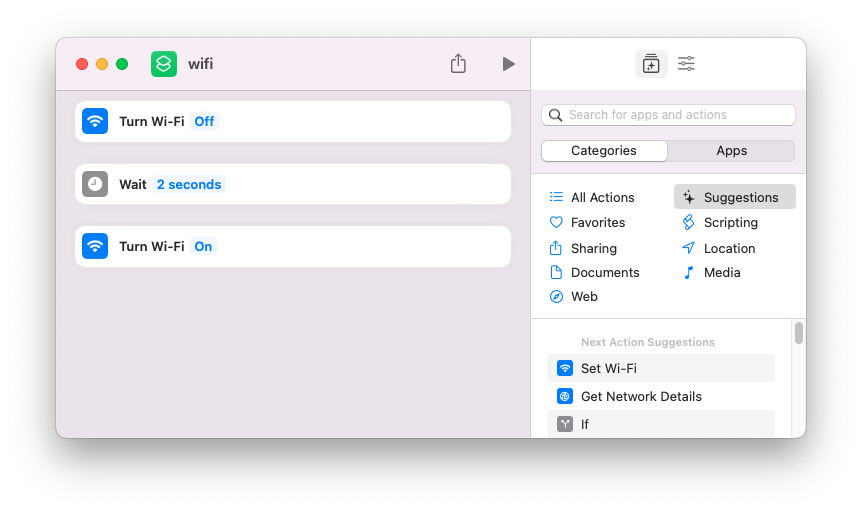 wifi
Turn Wi-Fi Off
Wait 2 seconds
Turn Wi-Fi On
Search for apps and actions
Categories Apps
All Actions Suggestions
Favorites Scripting
Sharing Location
Documents Media
Web
Next Action Suggestions
Set Wi-Fi
Get Network Details
If